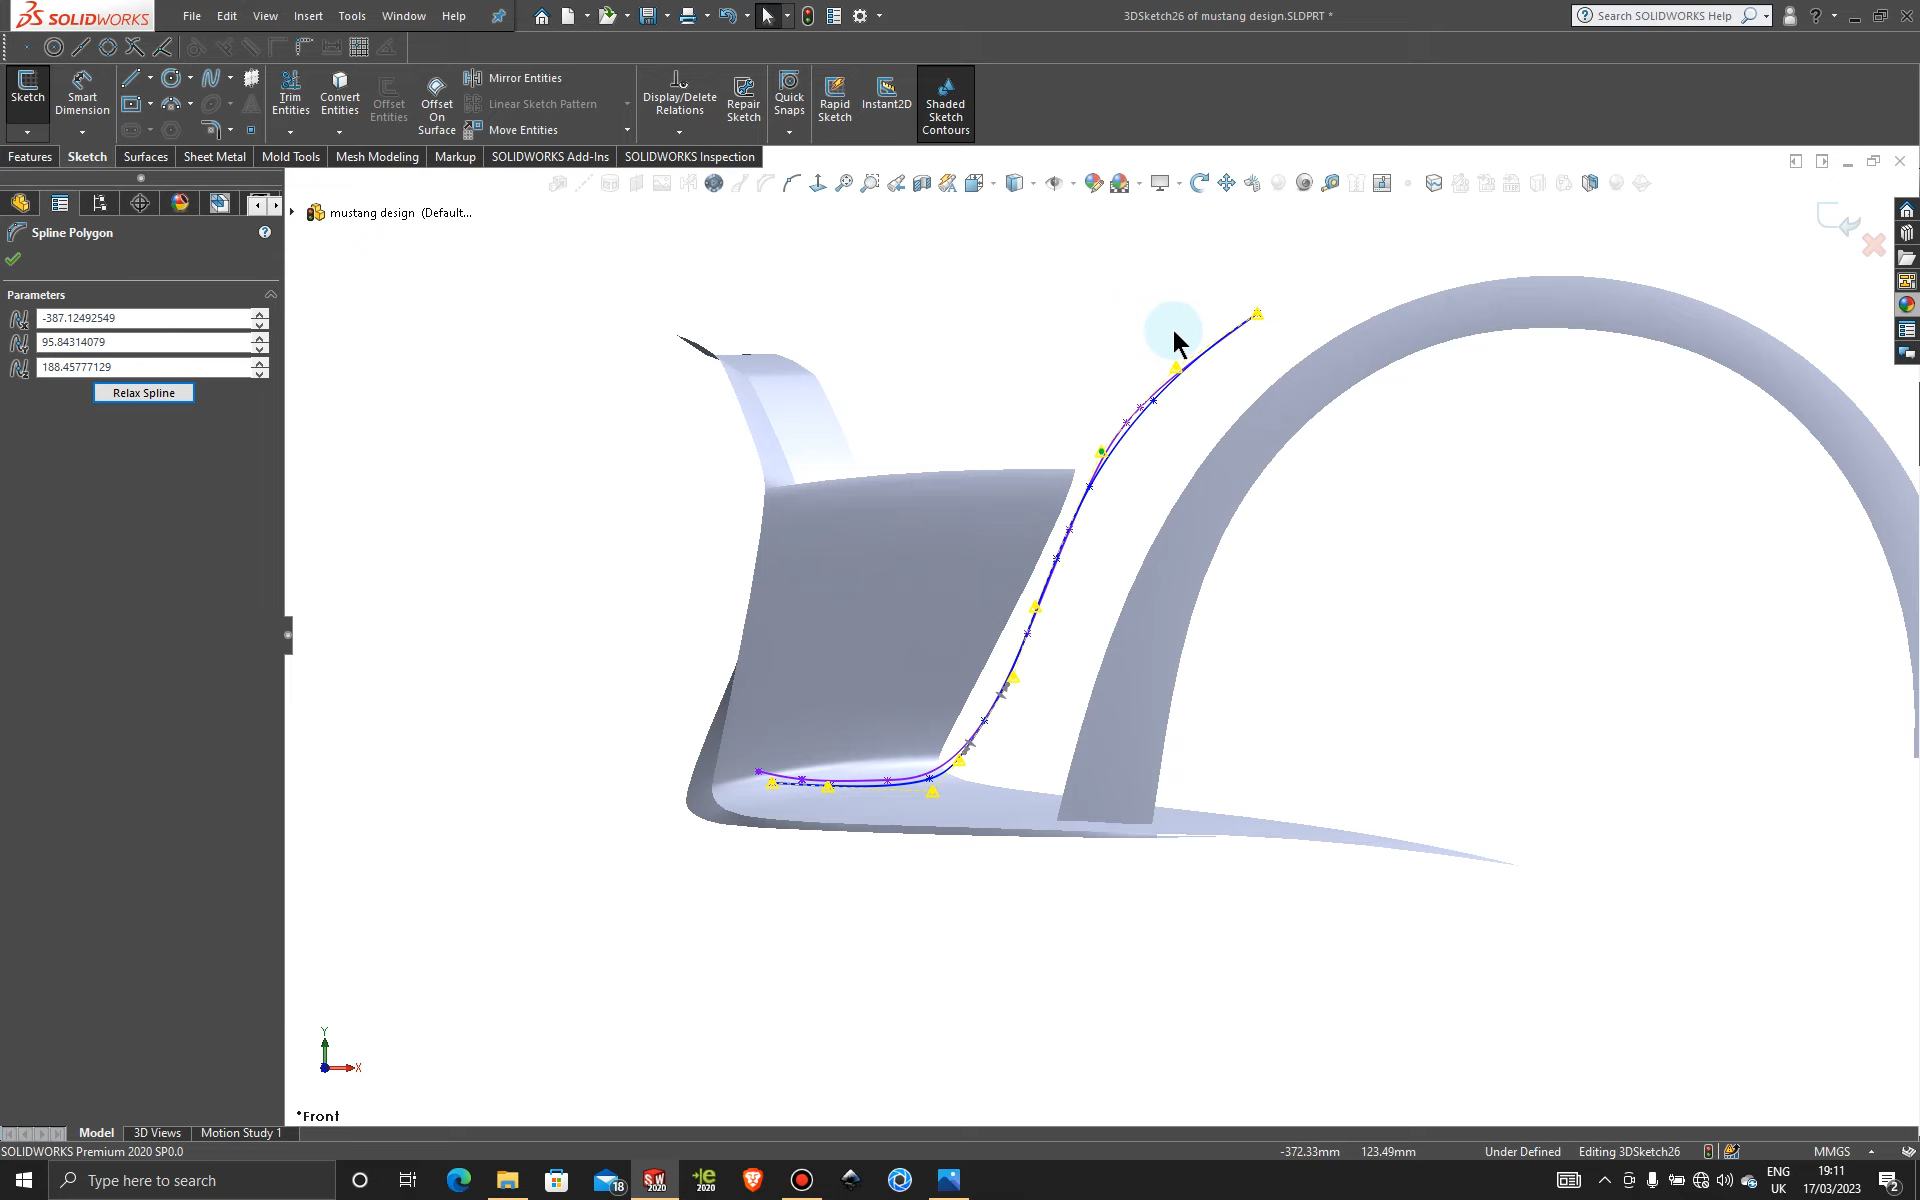 SOLIDWORKS File Edit View Insert Tools Window Help 3DSketch26 of mustang design.SLDPRT * Search SOLIDWORKS Help
Sketch Smart Dimension Trim Entities Convert Entities Offset Entities Offset On Surface Mirror Entities Linear Sketch Pattern Move Entities Display/Delete Relations Repair Sketch Quick Snaps Rapid Sketch Instant2D Shaded Sketch Contours
Features Sketch Surfaces Sheet Metal Mold Tools Mesh Modeling Markup SOLIDWORKS Add-Ins SOLIDWORKS Inspection
mustang design (Default...
Spline Polygon
Parameters
-387.12492549
95.84314079
188.45777129
Relax Spline
Y
X
*Front
Model 3D Views Motion Study 1
SOLIDWORKS Premium 2020 SP0.0 -372.33mm 123.49mm Under Defined Editing 3DSketch26 MMGS
Type here to search 18 SW 2020 2020 ENG UK 19:11 17/03/2023 2